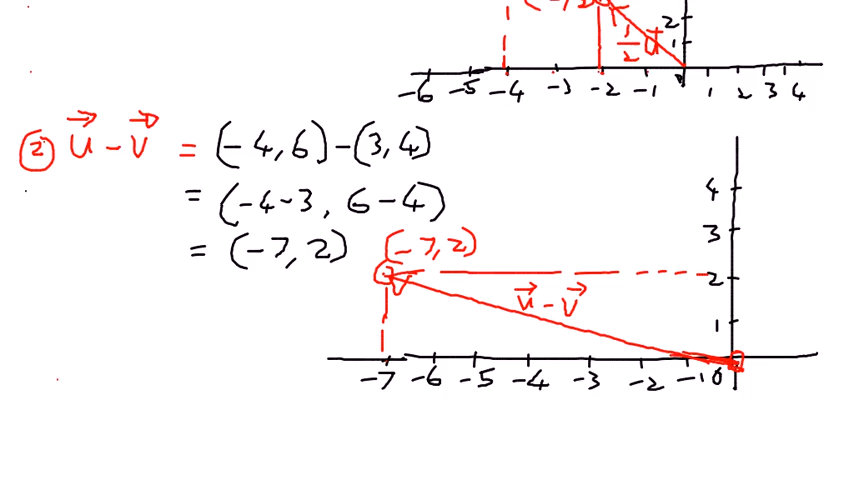 2
1
½ u⃗
-6 -5 -4 -3 -2 -1 1 2 3 4
② u⃗ - v⃗ = (-4,6)-(3,4)
= (-4-3, 6-4)
= (-7,2)
(-7,2)
4
3
2
u⃗ - v⃗
1
-7 -6 -5 -4 -3 -2 -1 0